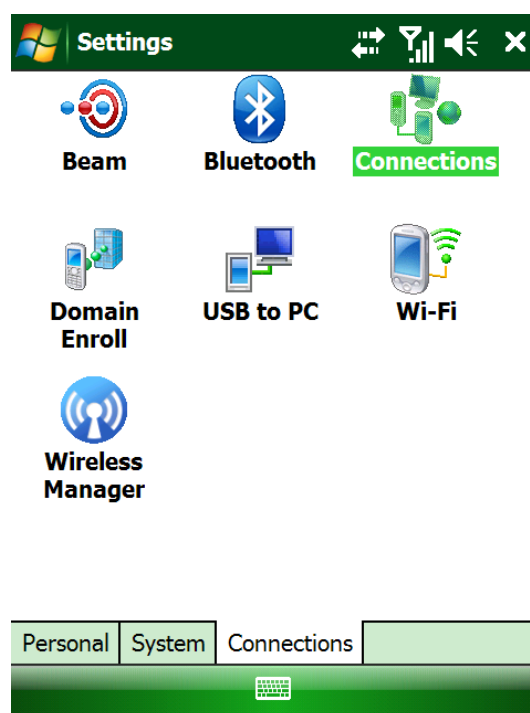 Settings
Beam
Bluetooth
Connections
Domain
Enroll
USB to PC
Wi-Fi
Wireless
Manager
Personal
System
Connections